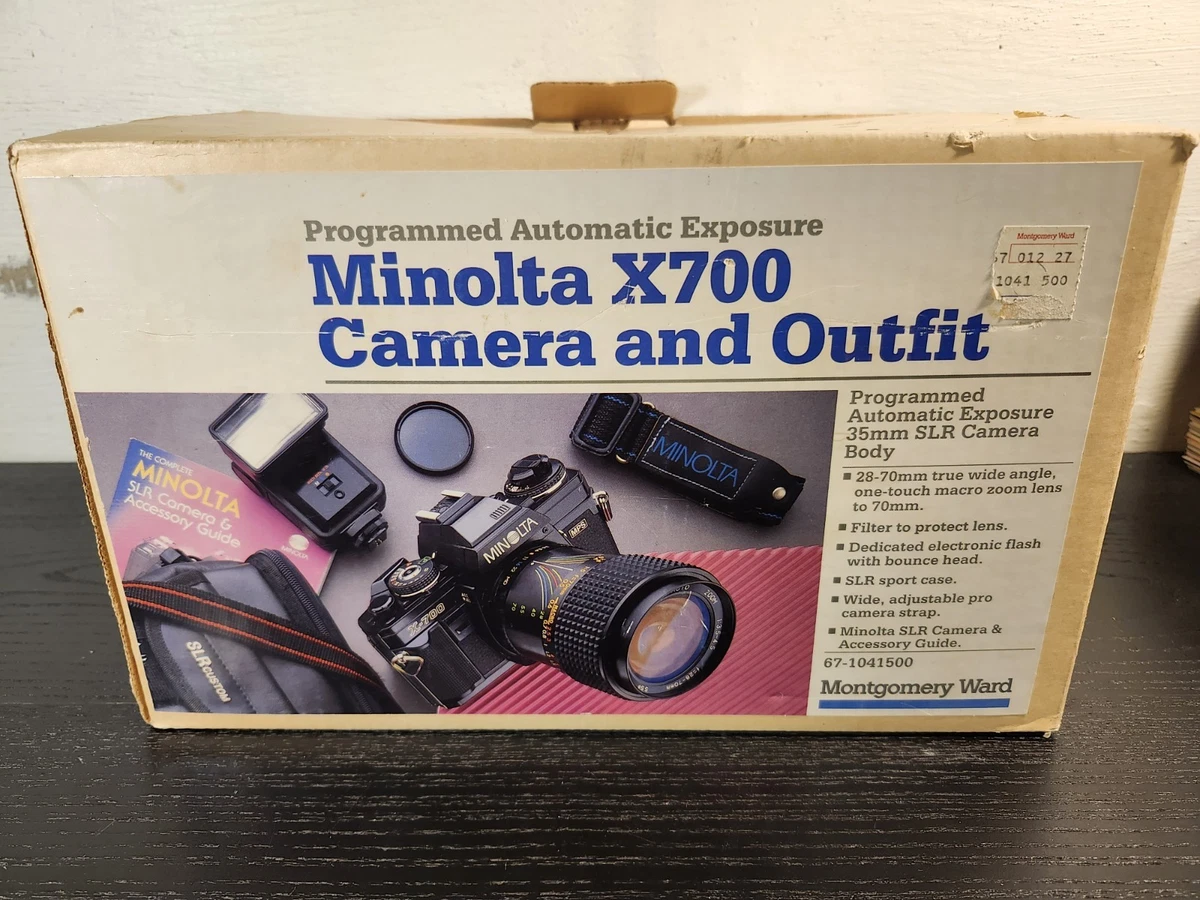 Programmed Automatic Exposure
Minolta X700
Camera and Outfit
Montgomery Ward
7 012 27
1041 500
THE COMPLETE
MINOLTA
SLR Camera &
Accessory Guide
MINOLTA
MINOLTA
MINOLTA
MPS
X-700
ZOOM
SLR CUSTOM
Programmed
Automatic Exposure
35mm SLR Camera
Body
■ 28-70mm true wide angle,
one-touch macro zoom lens
to 70mm.
■ Filter to protect lens.
■ Dedicated electronic flash
with bounce head.
■ SLR sport case.
■ Wide, adjustable pro
camera strap.
■ Minolta SLR Camera &
Accessory Guide.
67-1041500
Montgomery Ward